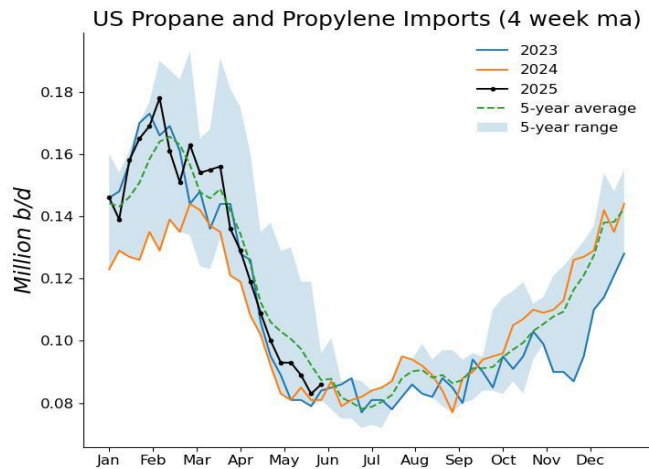 US Propane and Propylene Imports (4 week ma)
2023
2024
2025
5-year average
5-year range
0.18
0.16
0.14
0.12
0.10
0.08
Million b/d
Jan Feb Mar Apr May Jun Jul Aug Sep Oct Nov Dec